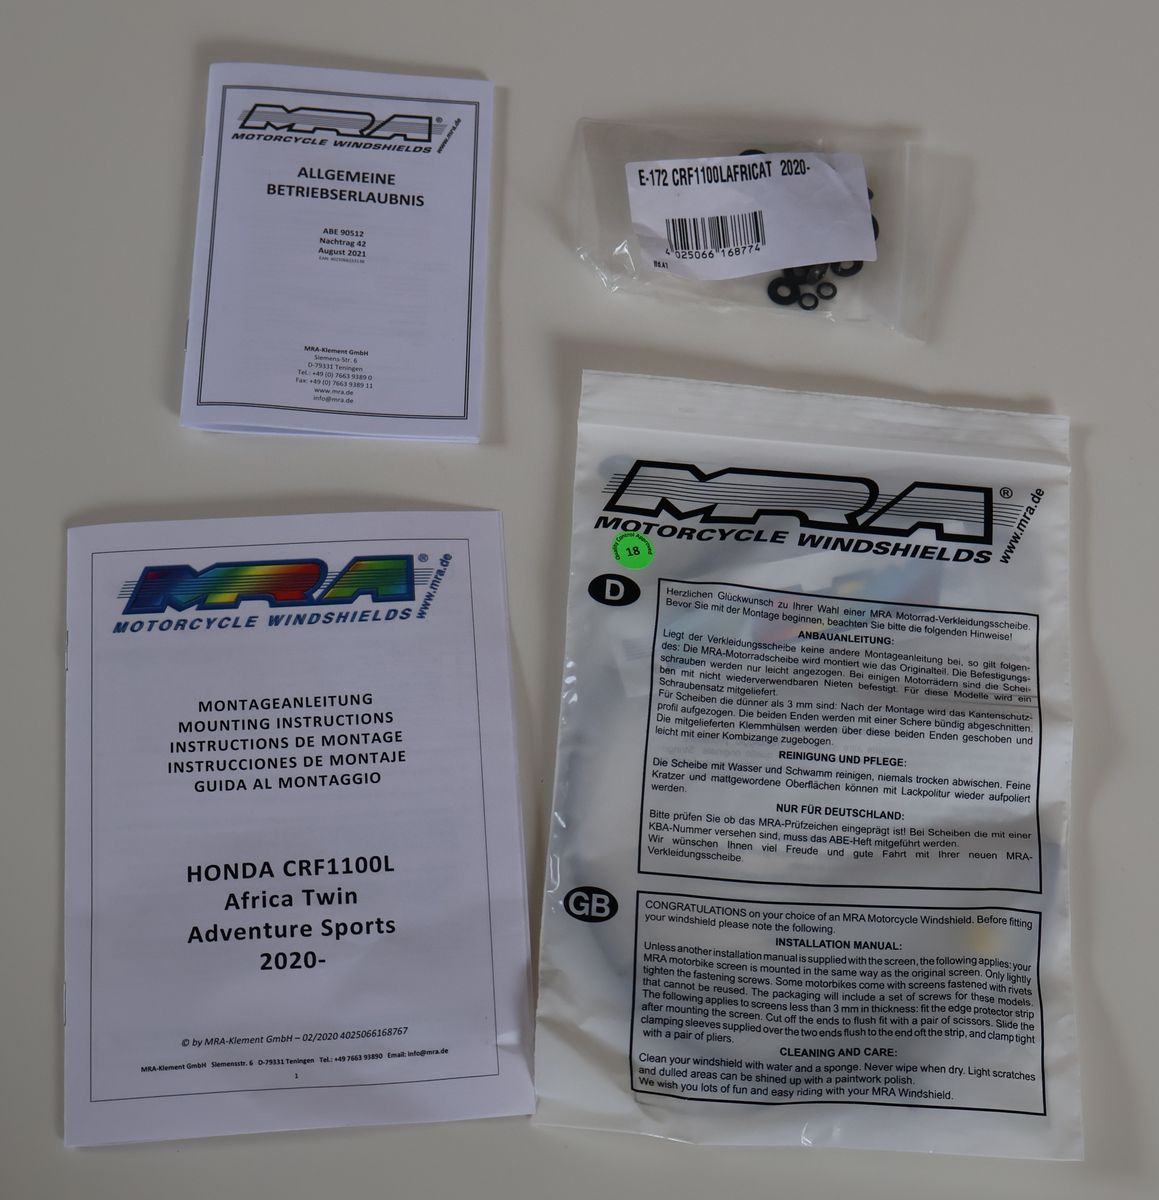 MRA®
MOTORCYCLE WINDSHIELDS
www.mra.de
ALLGEMEINE
BETRIEBSERLAUBNIS
ABE 90512
Nachtrag 42
August 2021
MRA-Klement GmbH
Siemens-Str. 6
D-79331 Teningen
Tel.: +49 (0) 7663 9389 0
Fax: +49 (0) 7663 9389 11
www.mra.de
info@mra.de
E-172 CRF1100LAFRICAT 2020-
4 025066 168774
MRA®
MOTORCYCLE WINDSHIELDS
www.mra.de
MONTAGEANLEITUNG
MOUNTING INSTRUCTIONS
INSTRUCTIONS DE MONTAGE
INSTRUCCIONES DE MONTAJE
GUIDA AL MONTAGGIO
HONDA CRF1100L
Africa Twin
Adventure Sports
2020-
© by MRA-Klement GmbH – 02/2020 4025066168767
MRA-Klement GmbH Siemensstr. 6 D-79331 Teningen Tel.: +49 7663 93890 Email: info@mra.de
1
MRA®
MOTORCYCLE WINDSHIELDS
www.mra.de
Quality Control Approved
18
D
Herzlichen Glückwunsch zu Ihrer Wahl einer MRA Motorrad-Verkleidungsscheibe.
Bevor Sie mit der Montage beginnen, beachten Sie bitte die folgenden Hinweise!
ANBAUANLEITUNG:
Liegt der Verkleidungsscheibe keine andere Montageanleitung bei, so gilt folgen-
des: Die MRA-Motorradscheibe wird montiert wie das Originalteil. Die Befestigungs-
schrauben werden nur leicht angezogen. Bei einigen Motorrädern sind die Schei-
ben mit nicht wiederverwendbaren Nieten befestigt. Für diese Modelle wird ein
Schraubensatz mitgeliefert.
Für Scheiben die dünner als 3 mm sind: Nach der Montage wird das Kantenschutz-
profil aufgezogen. Die beiden Enden werden mit einer Schere bündig abgeschnitten.
Die mitgelieferten Klemmhülsen werden über diese beiden Enden geschoben und
leicht mit einer Kombizange zugebogen.
REINIGUNG UND PFLEGE:
Die Scheibe mit Wasser und Schwamm reinigen, niemals trocken abwischen. Feine
Kratzer und mattgewordene Oberflächen können mit Lackpolitur wieder aufpoliert
werden.
NUR FÜR DEUTSCHLAND:
Bitte prüfen Sie ob das MRA-Prüfzeichen eingeprägt ist! Bei Scheiben die mit einer
KBA-Nummer versehen sind, muss das ABE-Heft mitgeführt werden.
Wir wünschen Ihnen viel Freude und gute Fahrt mit Ihrer neuen MRA-
Verkleidungsscheibe.
GB
CONGRATULATIONS on your choice of an MRA Motorcycle Windshield. Before fitting
your windshield please note the following.
INSTALLATION MANUAL:
Unless another installation manual is supplied with the screen, the following applies: your
MRA motorbike screen is mounted in the same way as the original screen. Only lightly
tighten the fastening screws. Some motorbikes come with screens fastened with rivets
that cannot be reused. The packaging will include a set of screws for these models.
The following applies to screens less than 3 mm in thickness: fit the edge protector strip
after mounting the screen. Cut off the ends to flush fit with a pair of scissors. Slide the
clamping sleeves supplied over the two ends flush to the end oft the strip, and clamp tight
with a pair of pliers.
CLEANING AND CARE:
Clean your windshield with water and a sponge. Never wipe when dry. Light scratches
and dulled areas can be shined up with a paintwork polish.
We wish you lots of fun and easy riding with your MRA Windshield.